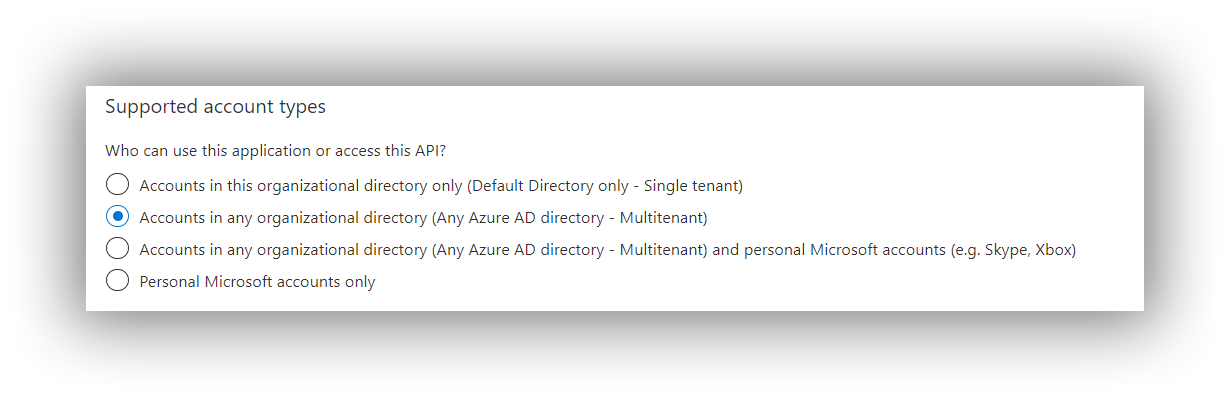 Supported account types
Who can use this application or access this API?
Accounts in this organizational directory only (Default Directory only - Single tenant)
Accounts in any organizational directory (Any Azure AD directory - Multitenant)
Accounts in any organizational directory (Any Azure AD directory - Multitenant) and personal Microsoft accounts (e.g. Skype, Xbox)
Personal Microsoft accounts only